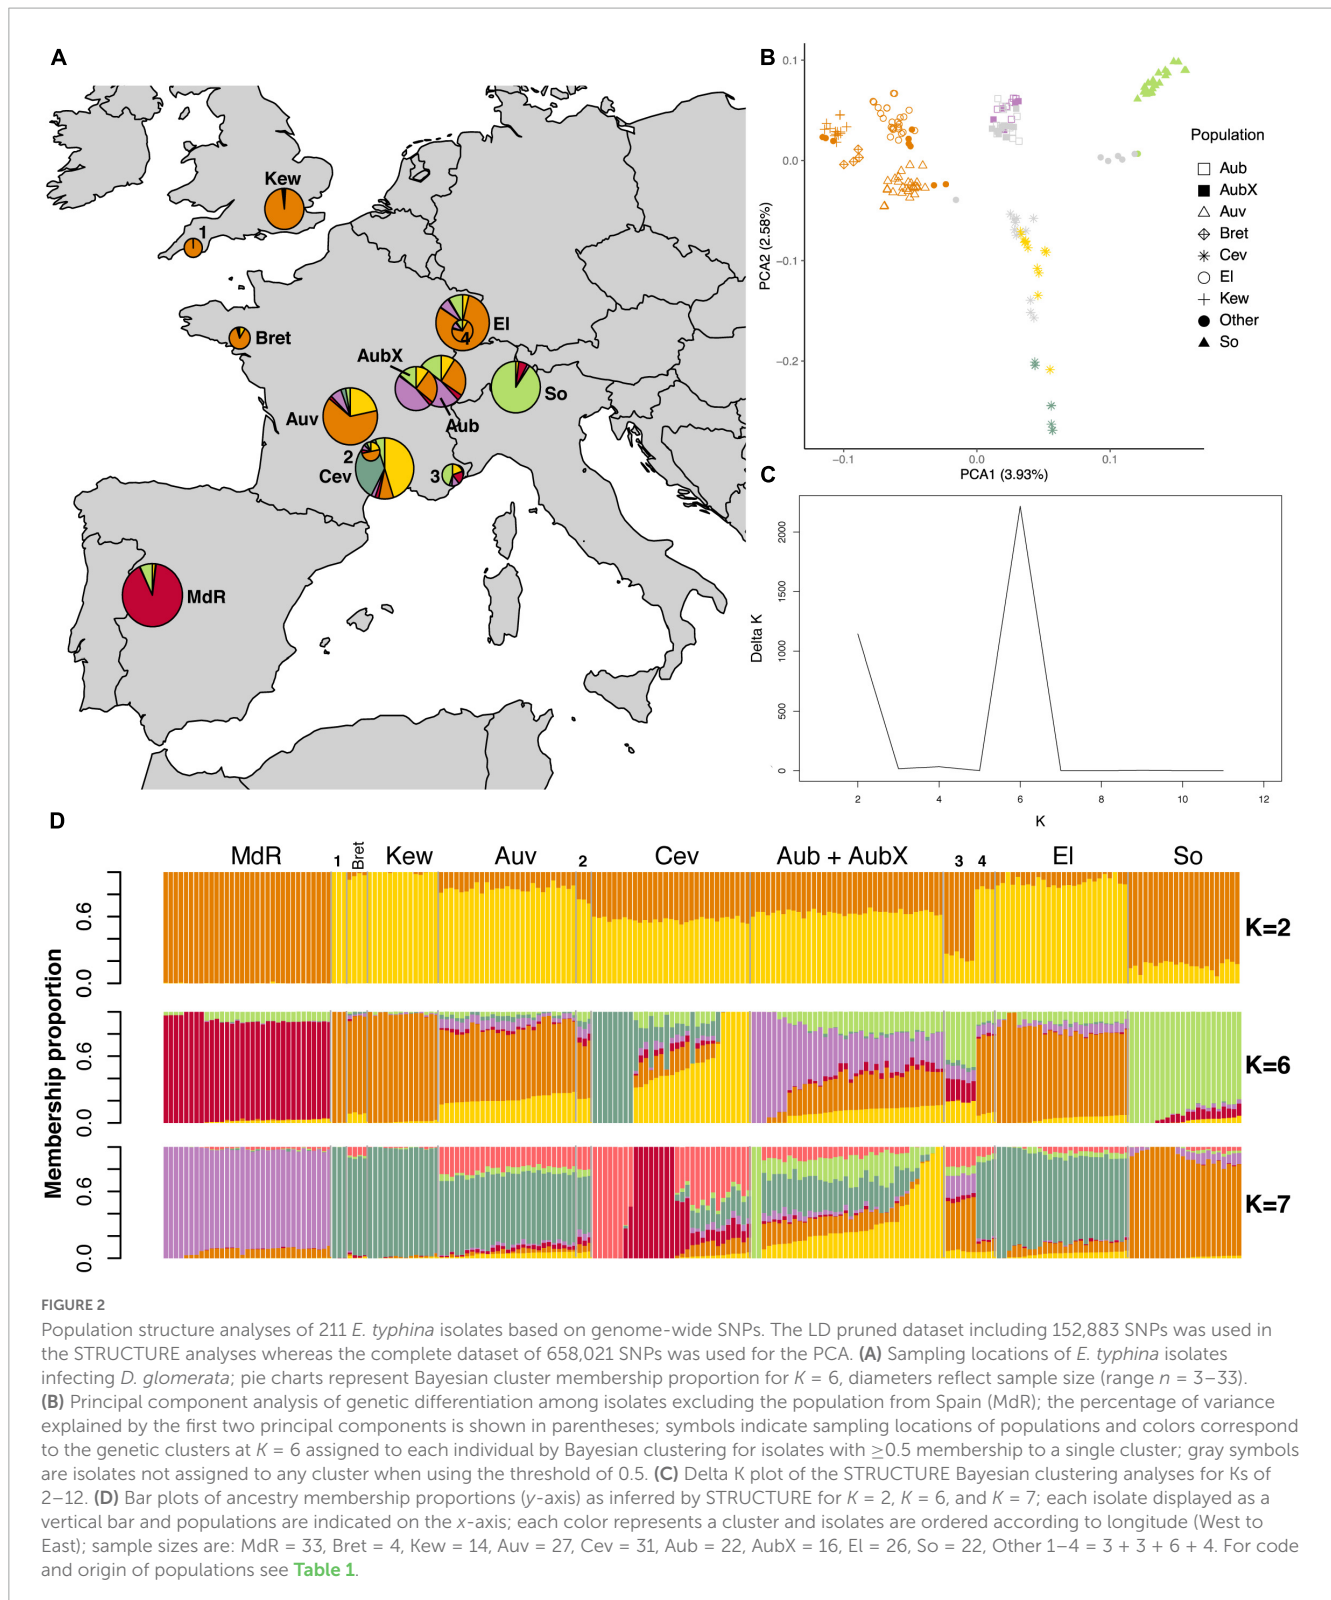 A
Kew
1
Bret
El
4
AubX
So
Auv
Aub
2
Cev
3
MdR
B
0.1
0.0
−0.1
−0.2
PCA2 (2.58%)
−0.1
0.0
0.1
PCA1 (3.93%)
Population
Aub
AubX
Auv
Bret
Cev
El
Kew
Other
So
C
Delta K
2000
1500
1000
500
0
2
4
6
8
10
12
K
D
MdR 1 Bret Kew Auv 2 Cev Aub + AubX 3 4 El So
Membership proportion
0.6
0.0
K=2
0.6
0.0
K=6
0.6
0.0
K=7
FIGURE 2
Population structure analyses of 211 E. typhina isolates based on genome-wide SNPs. The LD pruned dataset including 152,883 SNPs was used in
the STRUCTURE analyses whereas the complete dataset of 658,021 SNPs was used for the PCA. (A) Sampling locations of E. typhina isolates
infecting D. glomerata; pie charts represent Bayesian cluster membership proportion for K = 6, diameters reflect sample size (range n = 3–33).
(B) Principal component analysis of genetic differentiation among isolates excluding the population from Spain (MdR); the percentage of variance
explained by the first two principal components is shown in parentheses; symbols indicate sampling locations of populations and colors correspond
to the genetic clusters at K = 6 assigned to each individual by Bayesian clustering for isolates with ≥0.5 membership to a single cluster; gray symbols
are isolates not assigned to any cluster when using the threshold of 0.5. (C) Delta K plot of the STRUCTURE Bayesian clustering analyses for Ks of
2–12. (D) Bar plots of ancestry membership proportions (y-axis) as inferred by STRUCTURE for K = 2, K = 6, and K = 7; each isolate displayed as a
vertical bar and populations are indicated on the x-axis; each color represents a cluster and isolates are ordered according to longitude (West to
East); sample sizes are: MdR = 33, Bret = 4, Kew = 14, Auv = 27, Cev = 31, Aub = 22, AubX = 16, El = 26, So = 22, Other 1–4 = 3 + 3 + 6 + 4. For code
and origin of populations see Table 1.